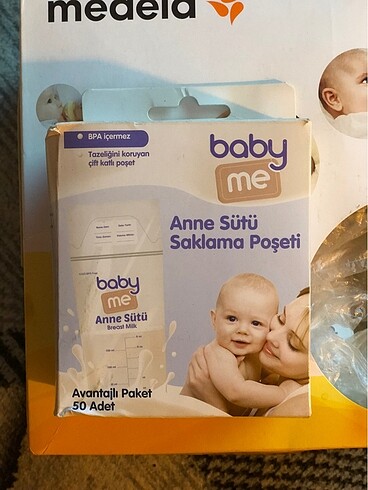 medela
BPA içermez
Tazeliğini koruyan
çift katlı poşet
baby
me
Anne Sütü
Saklama Poşeti
baby
me
Anne Sütü
Breast Milk
Avantajlı Paket
50 Adet